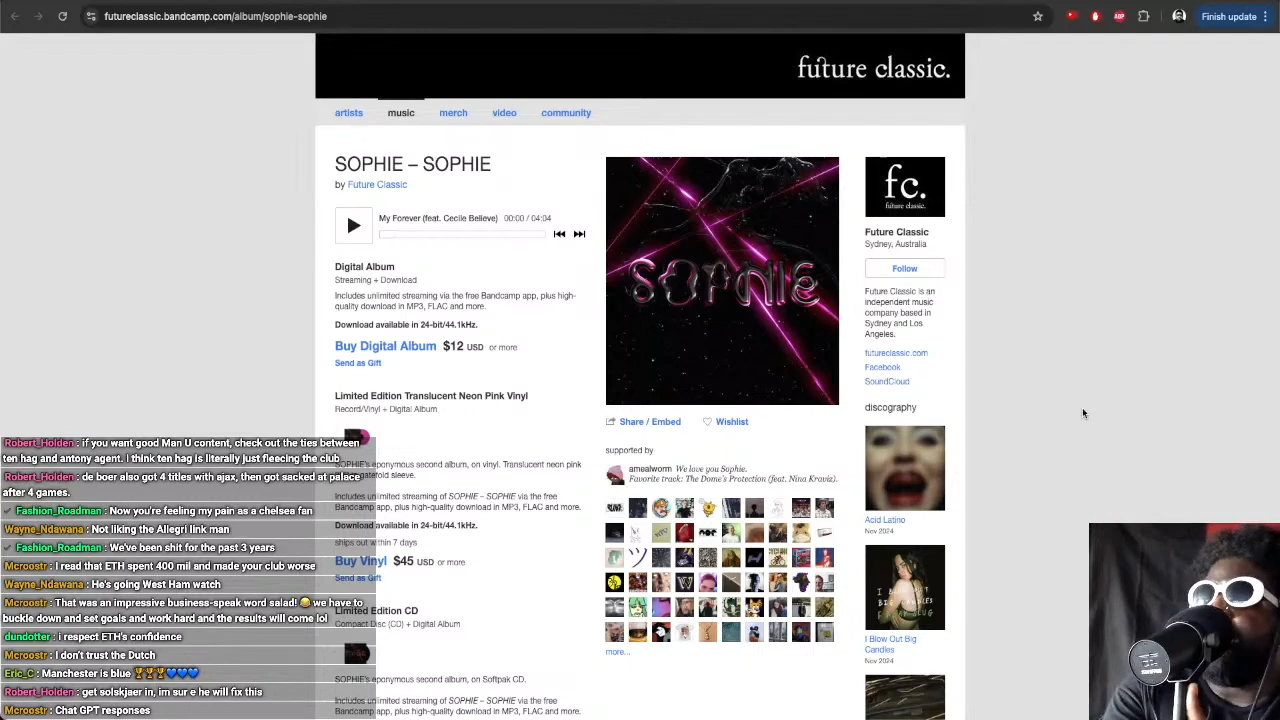 futureclassic.bandcamp.com/album/sophie-sophie
ABP
Finish update
future classic.
artists
music
merch
video
community
SOPHIE – SOPHIE
by Future Classic
My Forever (feat. Cecile Believe) 00:00 / 04:04
Digital Album
Streaming + Download
Includes unlimited streaming via the free Bandcamp app, plus high-
quality download in MP3, FLAC and more.
Download available in 24-bit/44.1kHz.
Buy Digital Album $12 USD or more
Send as Gift
Limited Edition Translucent Neon Pink Vinyl
Record/Vinyl + Digital Album
SOPHIE's eponymous second album, on vinyl. Translucent neon pink
gatefold sleeve.
Includes unlimited streaming of SOPHIE – SOPHIE via the free
Bandcamp app, plus high-quality download in MP3, FLAC and more.
Download available in 24-bit/44.1kHz.
ships out within 7 days
Buy Vinyl $45 USD or more
Send as Gift
Limited Edition CD
Compact Disc (CD) + Digital Album
SOPHIE's eponymous second album, on Softpak CD.
Includes unlimited streaming of SOPHIE – SOPHIE via the free
Bandcamp app, plus high-quality download in MP3, FLAC and more.
SOPHIE
Share / Embed
Wishlist
supported by
amealworm We love you Sophie.
Favorite track: The Dome's Protection (feat. Nina Kraviz).
more...
fc.
future classic.
Future Classic
Sydney, Australia
Follow
Future Classic is an
independent music
company based in
Sydney and Los
Angeles.
futureclassic.com
Facebook
SoundCloud
discography
Acid Latino
Nov 2024
I Blow Out Big
Candles
Nov 2024
Robert_Holden: if you want good Man U content, check out the ties between
ten hag and antony agent. I think ten hag is literally just fleecing the club
Robert_Holden: de boer also got 4 titles with ajax, then got sacked at palace
after 4 games.
Fashion_Roadman: Now you're feeling my pain as a chelsea fan
Wayne_Ndawana: Not liking the Allegri link man
Fashion_Roadman: We've been shit for the past 3 years
Mcroostr: I read that ETH spent 400 mil and made your club worse
Wayne_Ndawana: He's going West Ham watch
Mcroostr: That was an impressive business-speak word salad! 😄 we have to
buckle down and set goals and work hard and the results will come lol
dundotter: i respect ETH's confidence
Mcroostr: I don't trust the Dutch
Eric_C: Manchester is blue 🏆🏆🏆💙💙💙
Robert_Holden: get solskjaer in, im sur e he will fix this
Mcroostr: Chat GPT responses